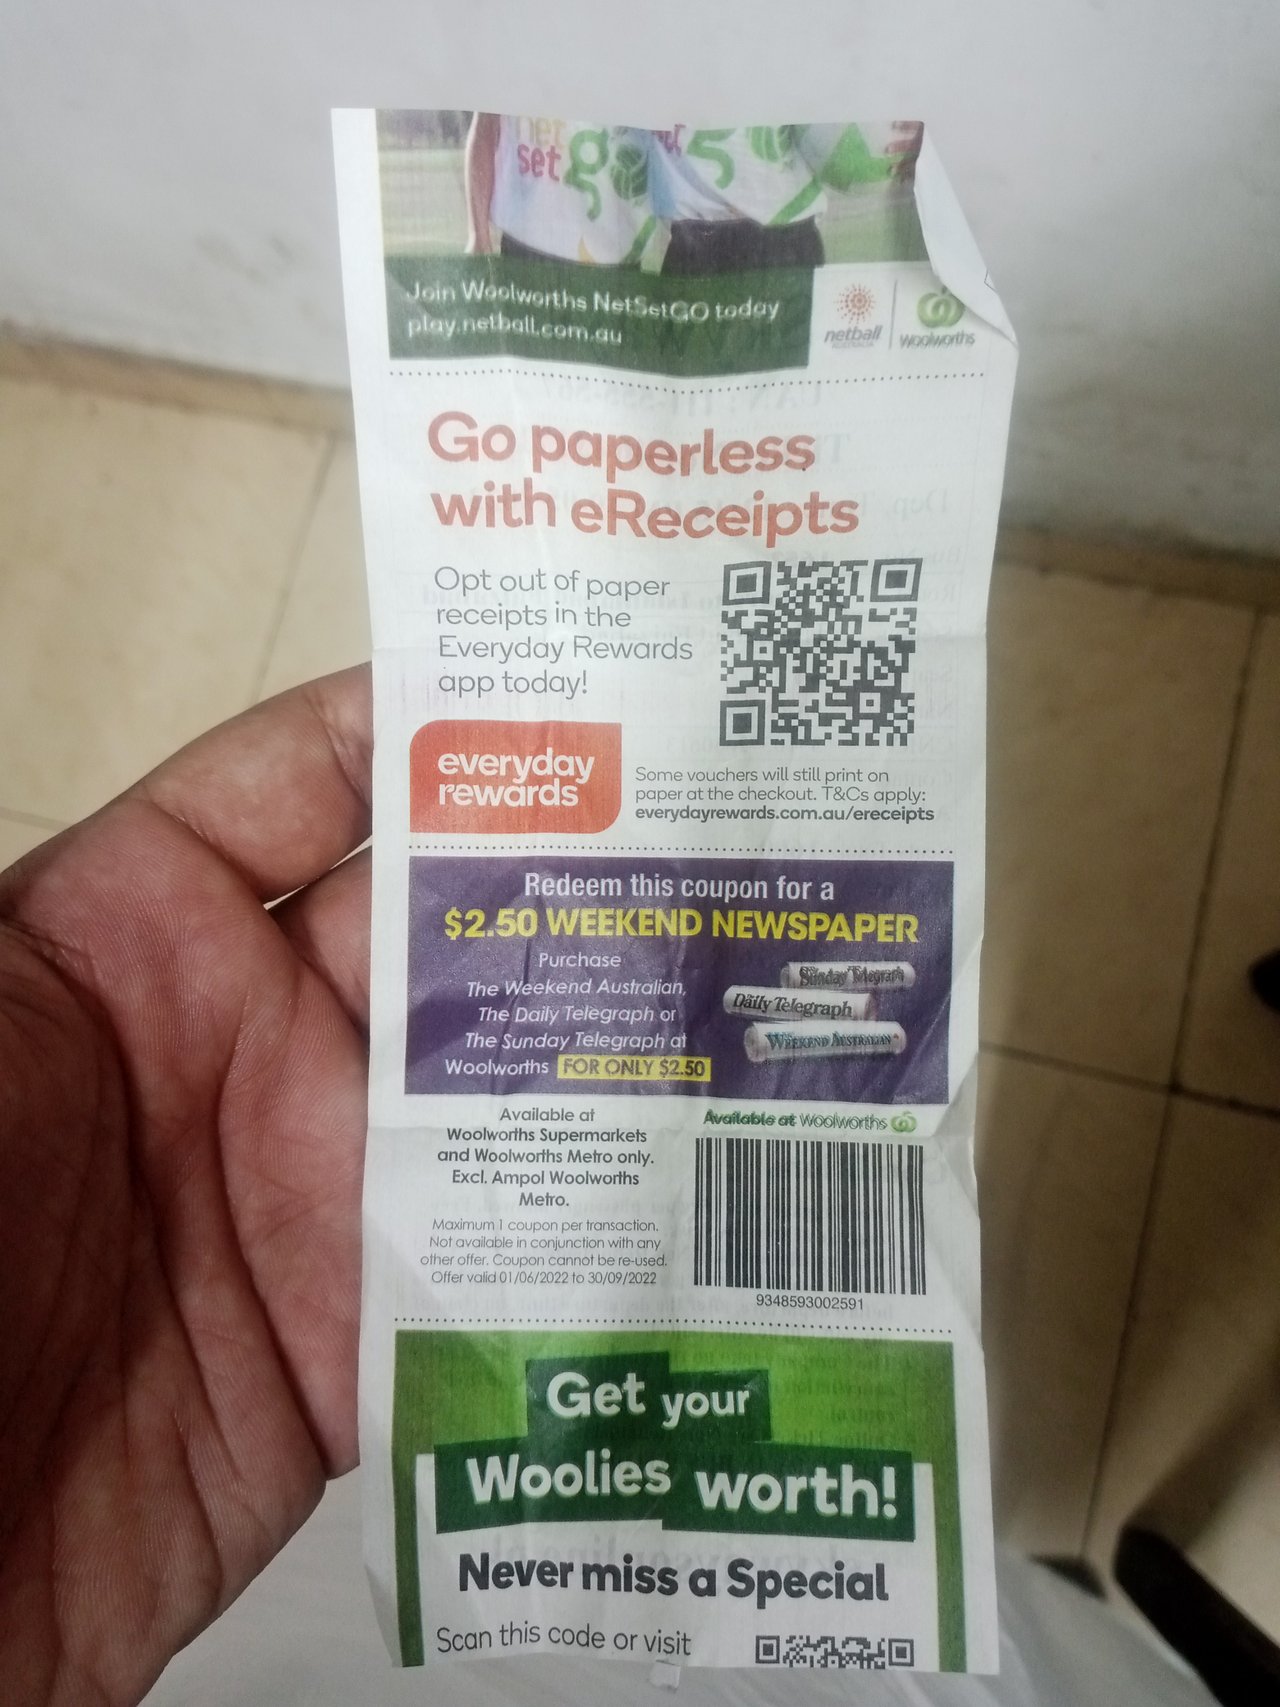 net
set go
Join Woolworths NetSetGO today
play.netball.com.au
netball
AUSTRALIA
Woolworths
Go paperless
with eReceipts
Opt out of paper
receipts in the
Everyday Rewards
app today!
everyday
rewards
Some vouchers will still print on
paper at the checkout. T&Cs apply:
everydayrewards.com.au/ereceipts
Redeem this coupon for a
$2.50 WEEKEND NEWSPAPER
Purchase
The Weekend Australian,
The Daily Telegraph or
The Sunday Telegraph at
Woolworths FOR ONLY $2.50
Sunday Telegraph
Daily Telegraph
WEEKEND AUSTRALIAN
Available at
Woolworths Supermarkets
and Woolworths Metro only.
Excl. Ampol Woolworths
Metro.
Maximum 1 coupon per transaction.
Not available in conjunction with any
other offer. Coupon cannot be re-used.
Offer valid 01/06/2022 to 30/09/2022
Available at Woolworths
9348593002591
Get your
Woolies worth!
Never miss a Special
Scan this code or visit